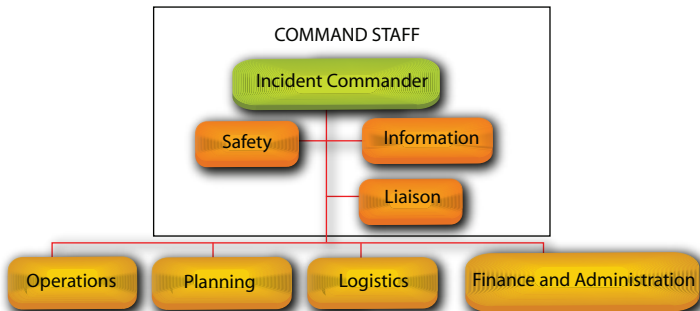 COMMAND STAFF
Incident Commander
Safety
Information
Liaison
Operations
Planning
Logistics
Finance and Administration